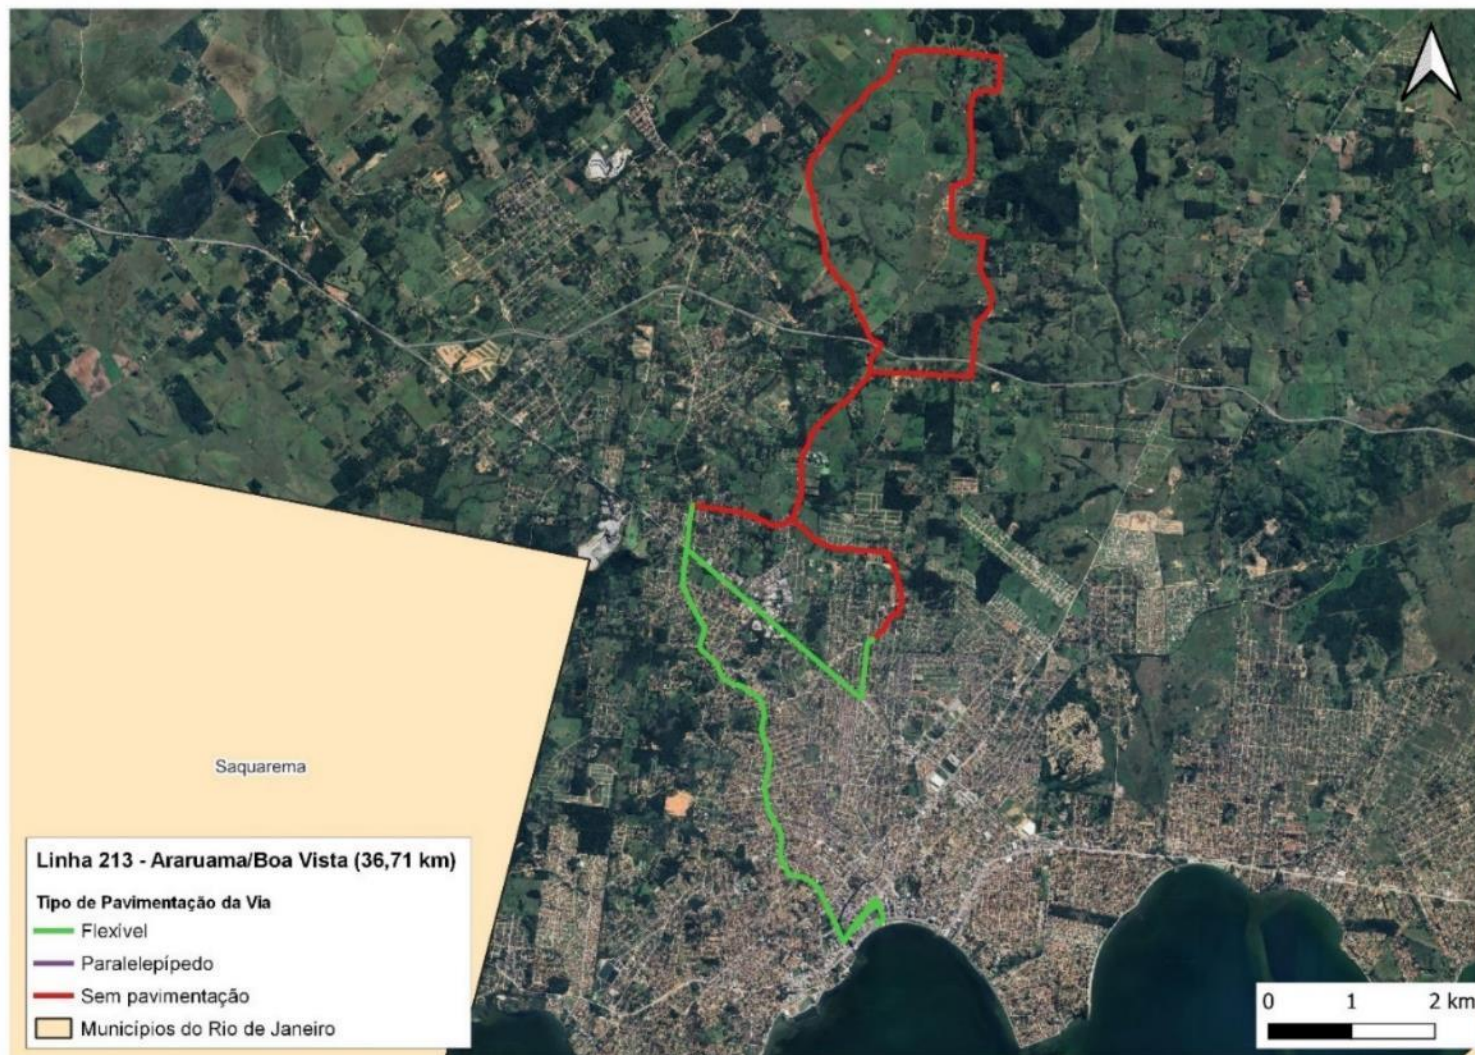 Saquarema
Linha 213 - Araruama/Boa Vista (36,71 km)
Tipo de Pavimentação da Via
Flexível
Paralelepípedo
Sem pavimentação
Municípios do Rio de Janeiro
0 1 2 km